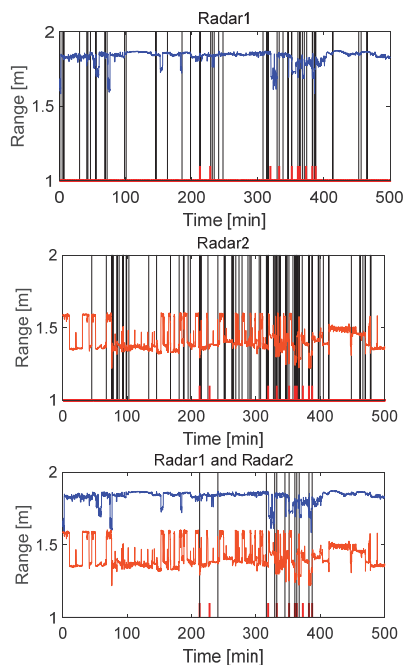 Radar1
2
1.5
1
Range [m]
0 100 200 300 400 500
Time [min]
Radar2
2
1.5
1
Range [m]
0 100 200 300 400 500
Time [min]
Radar1 and Radar2
2
1.5
1
Range [m]
0 100 200 300 400 500
Time [min]